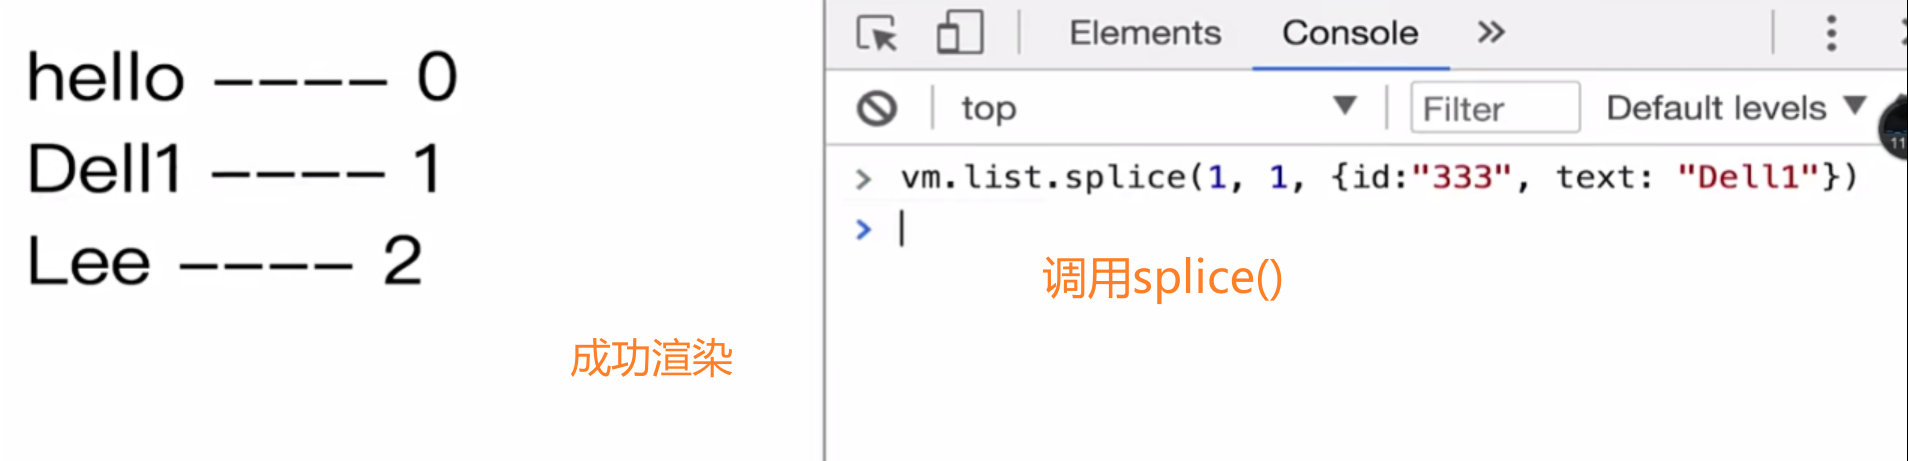 hello ---- 0
Dell1 ---- 1
Lee ---- 2
成功渲染
Elements Console »
top Filter Default levels
11
> vm.list.splice(1, 1, {id:"333", text: "Dell1"})
>
调用splice()